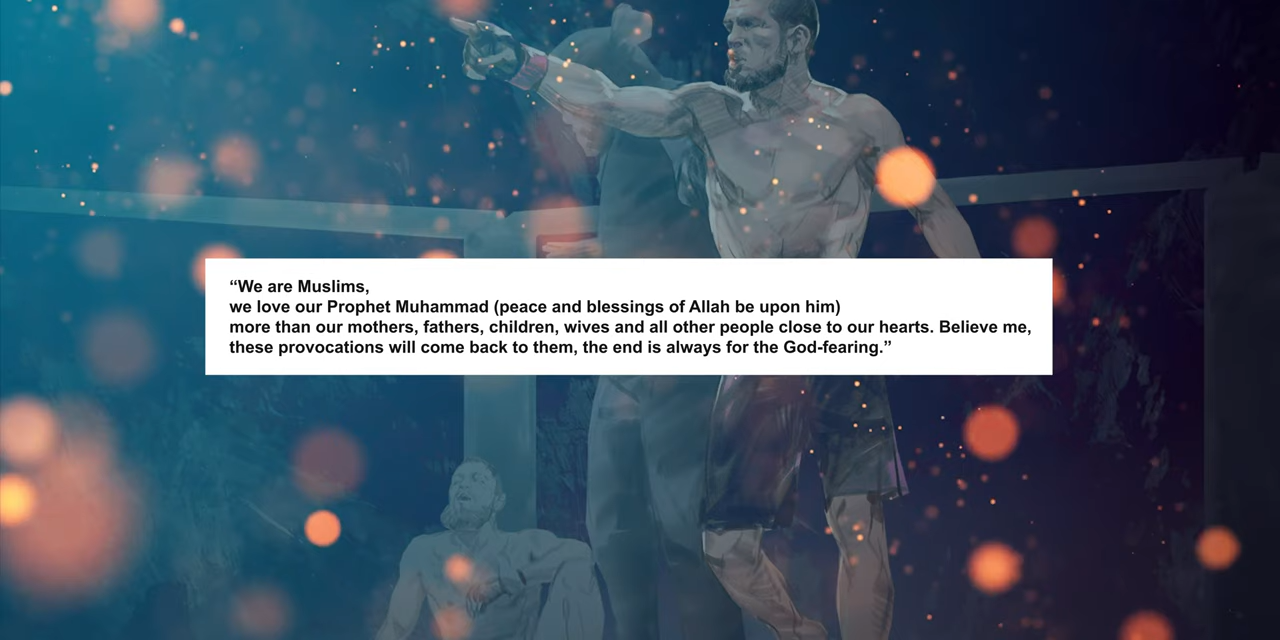 “We are Muslims,
we love our Prophet Muhammad (peace and blessings of Allah be upon him)
more than our mothers, fathers, children, wives and all other people close to our hearts. Believe me,
these provocations will come back to them, the end is always for the God-fearing.”